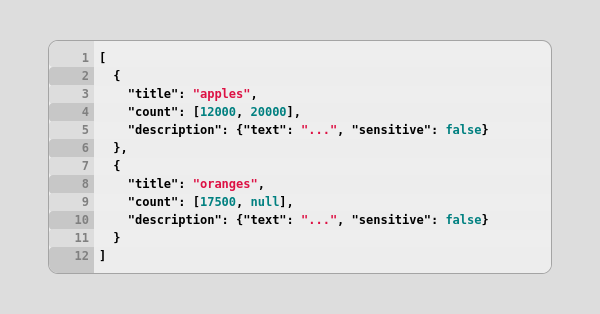 1 [
2   {
3     "title": "apples",
4     "count": [12000, 20000],
5     "description": {"text": "...", "sensitive": false}
6   },
7   {
8     "title": "oranges",
9     "count": [17500, null],
10     "description": {"text": "...", "sensitive": false}
11   }
12 ]